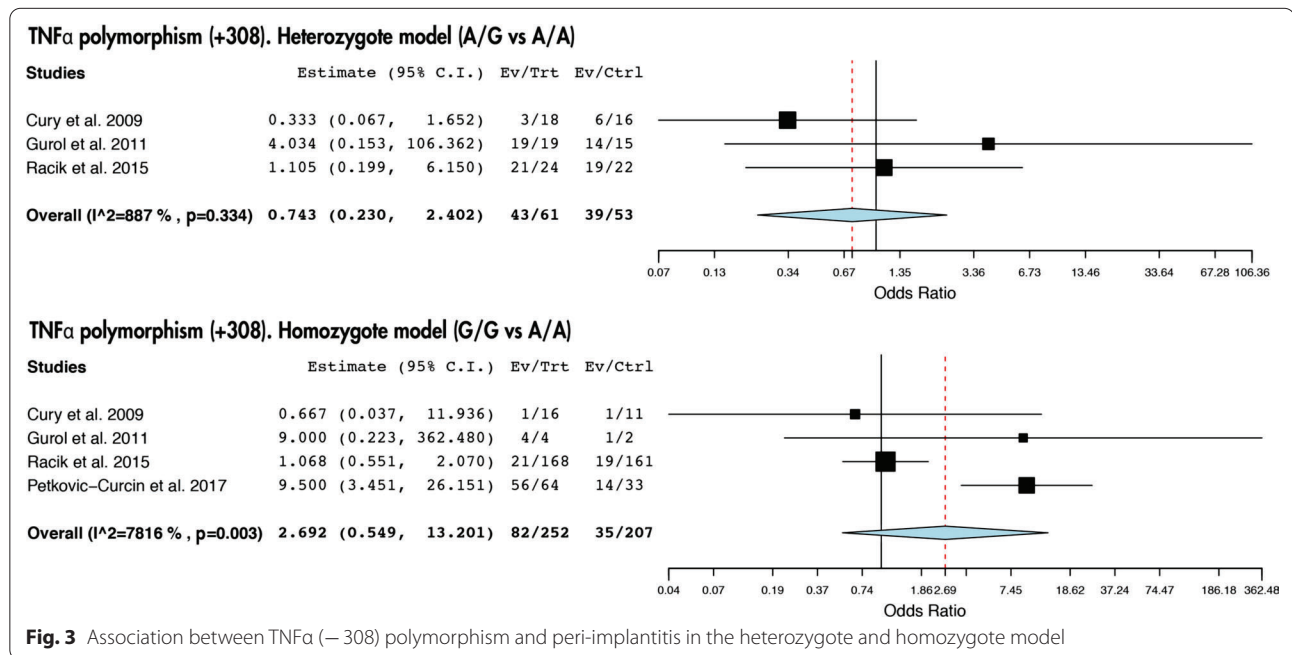 TNFα polymorphism (+308). Heterozygote model (A/G vs A/A)
Studies Estimate (95% C.I.) Ev/Trt Ev/Ctrl
Cury et al. 2009 0.333 (0.067, 1.652) 3/18 6/16
Gurol et al. 2011 4.034 (0.153, 106.362) 19/19 14/15
Racik et al. 2015 1.105 (0.199, 6.150) 21/24 19/22
Overall (I^2=887 % , p=0.334) 0.743 (0.230, 2.402) 43/61 39/53
0.07 0.13 0.34 0.67 1.35 3.36 6.73 13.46 33.64 67.28 106.36
Odds Ratio
TNFα polymorphism (+308). Homozygote model (G/G vs A/A)
Studies Estimate (95% C.I.) Ev/Trt Ev/Ctrl
Cury et al. 2009 0.667 (0.037, 11.936) 1/16 1/11
Gurol et al. 2011 9.000 (0.223, 362.480) 4/4 1/2
Racik et al. 2015 1.068 (0.551, 2.070) 21/168 19/161
Petkovic−Curcin et al. 2017 9.500 (3.451, 26.151) 56/64 14/33
Overall (I^2=7816 % , p=0.003) 2.692 (0.549, 13.201) 82/252 35/207
0.04 0.07 0.19 0.37 0.74 1.862.69 7.45 18.62 37.24 74.47 186.18 362.48
Odds Ratio
Fig. 3 Association between TNFα (− 308) polymorphism and peri-implantitis in the heterozygote and homozygote model